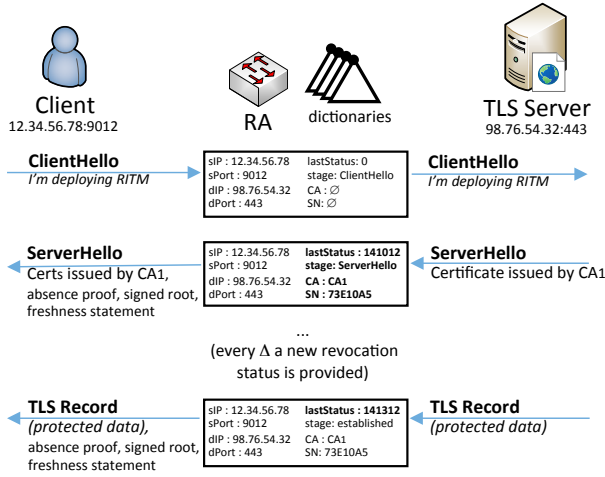 Client
12.34.56.78:9012
RA
dictionaries
TLS Server
98.76.54.32:443
ClientHello
I'm deploying RITM
sIP : 12.34.56.78 lastStatus: 0
sPort : 9012 stage: ClientHello
dIP : 98.76.54.32 CA : ∅
dPort : 443 SN: ∅
ClientHello
I'm deploying RITM
ServerHello
Certs issued by CA1,
absence proof, signed root,
freshness statement
sIP : 12.34.56.78 lastStatus : 141012
sPort : 9012 stage: ServerHello
dIP : 98.76.54.32 CA : CA1
dPort : 443 SN : 73E10A5
ServerHello
Certificate issued by CA1
...
(every Δ a new revocation
status is provided)
TLS Record
(protected data),
absence proof, signed root,
freshness statement
sIP : 12.34.56.78 lastStatus : 141312
sPort : 9012 stage: established
dIP : 98.76.54.32 CA : CA1
dPort : 443 SN: 73E10A5
TLS Record
(protected data)